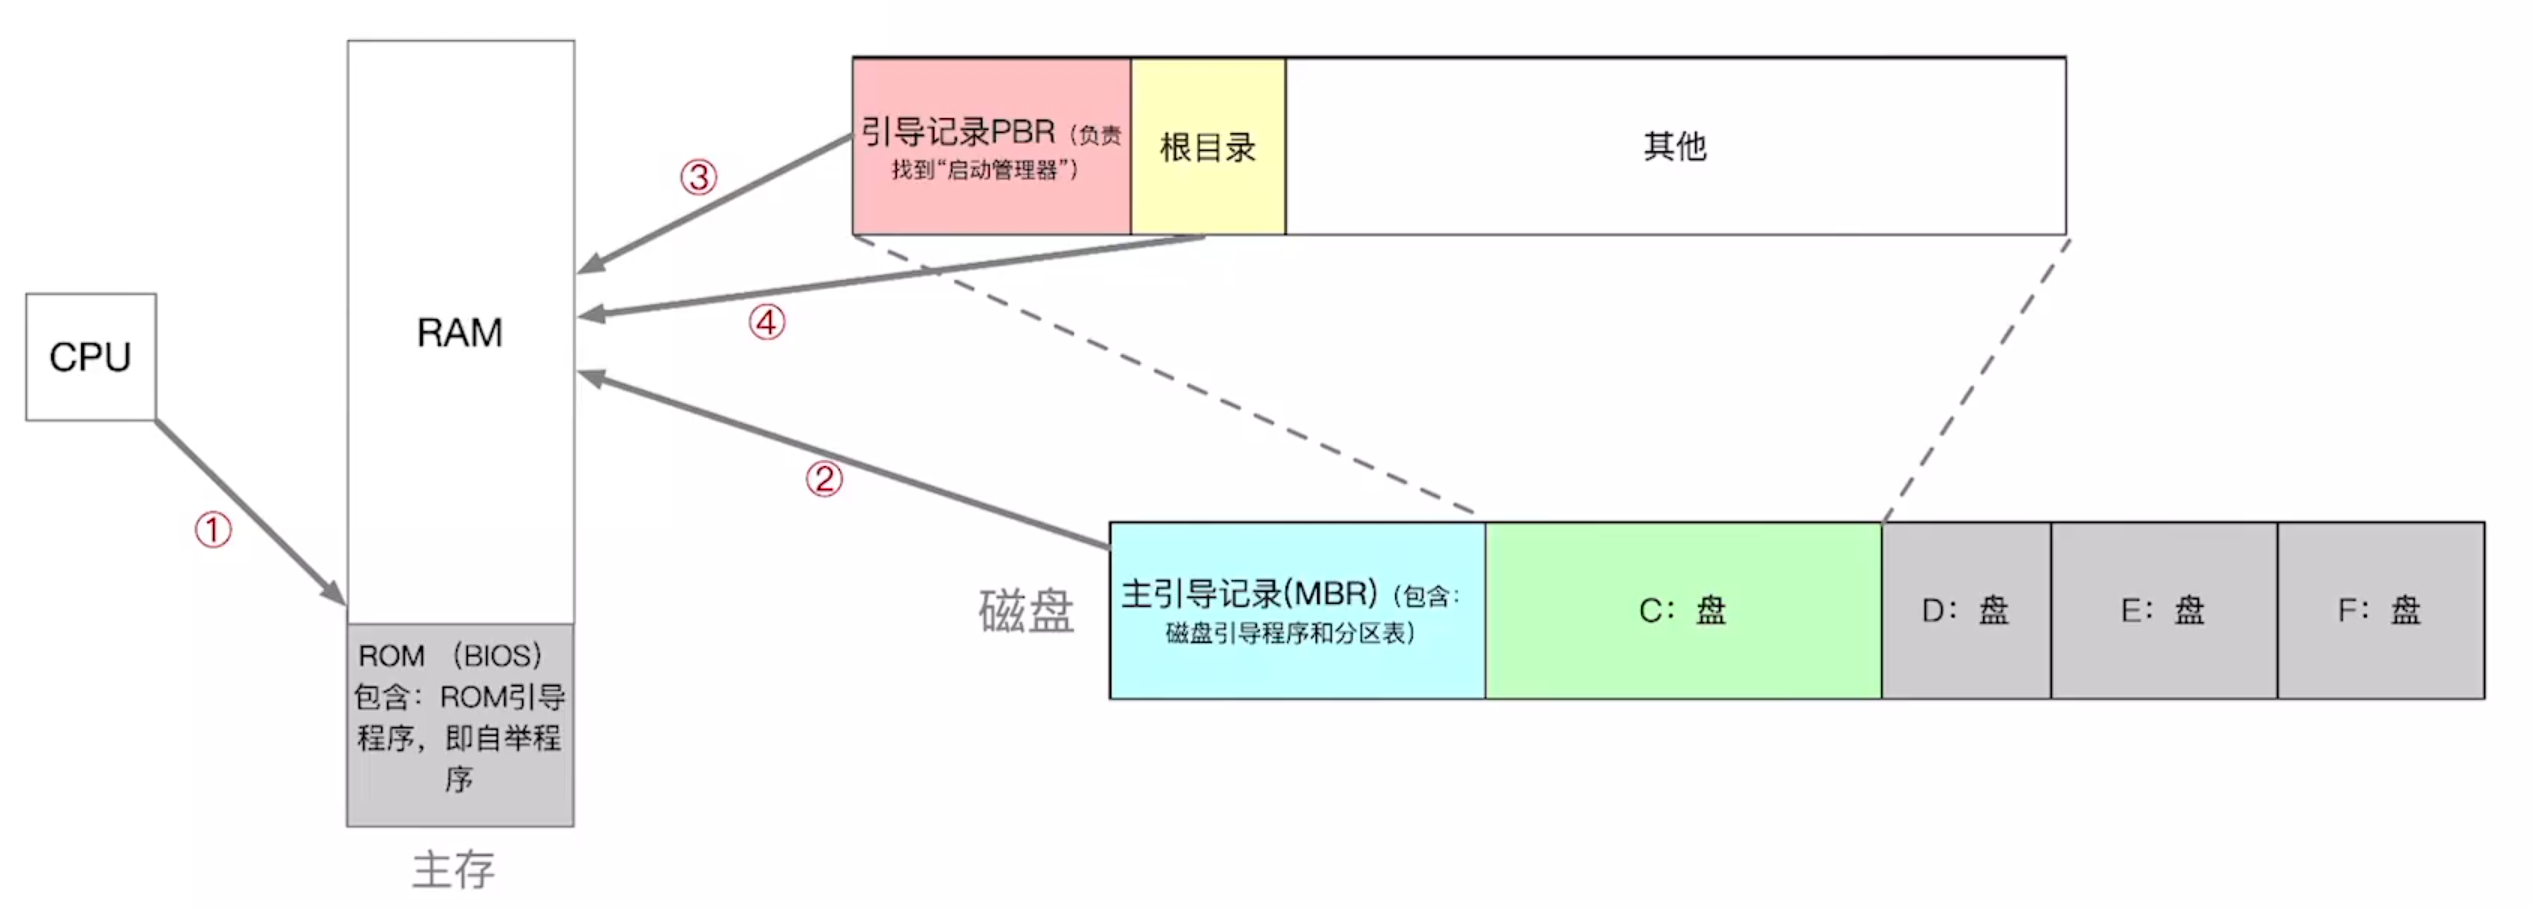 引导记录PBR（负责
找到“启动管理器”）
根目录
其他
③
④
RAM
CPU
②
①
磁盘
主引导记录(MBR)（包含：
磁盘引导程序和分区表）
C：盘
D：盘
E：盘
F：盘
ROM （BIOS）
包含：ROM引导
程序，即自举程
序
主存